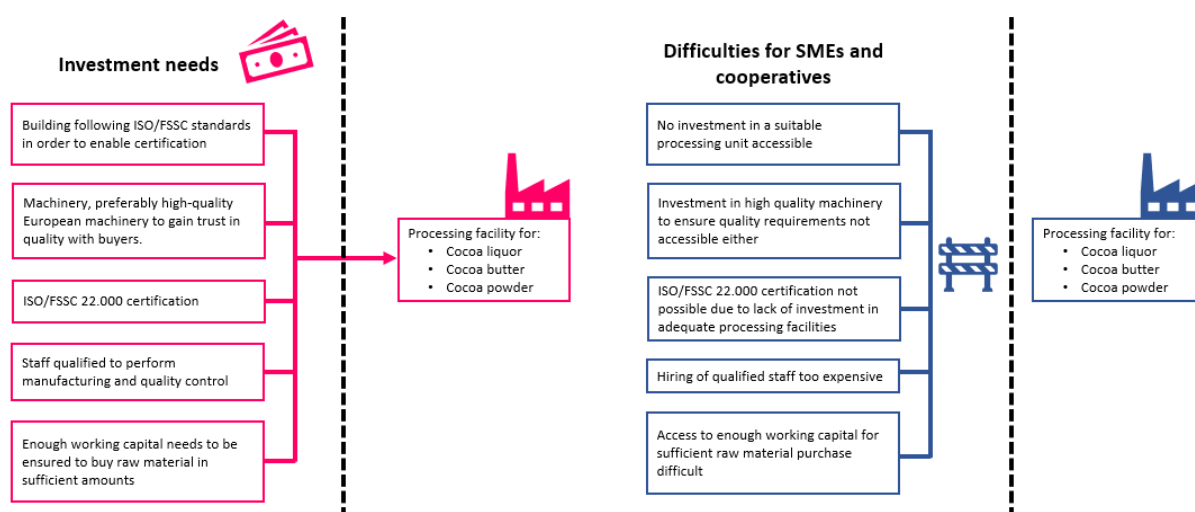 Investment needs
Building following ISO/FSSC standards
in order to enable certification
Machinery, preferably high-quality
European machinery to gain trust in
quality with buyers.
ISO/FSSC 22.000 certification
Staff qualified to perform
manufacturing and quality control
Enough working capital needs to be
ensured to buy raw material in
sufficient amounts
Processing facility for:
• Cocoa liquor
• Cocoa butter
• Cocoa powder
Difficulties for SMEs and
cooperatives
No investment in a suitable
processing unit accessible
Investment in high quality machinery
to ensure quality requirements not
accessible either
ISO/FSSC 22.000 certification not
possible due to lack of investment in
adequate processing facilities
Hiring of qualified staff too expensive
Access to enough working capital for
sufficient raw material purchase
difficult
Processing facility for:
• Cocoa liquor
• Cocoa butter
• Cocoa powder